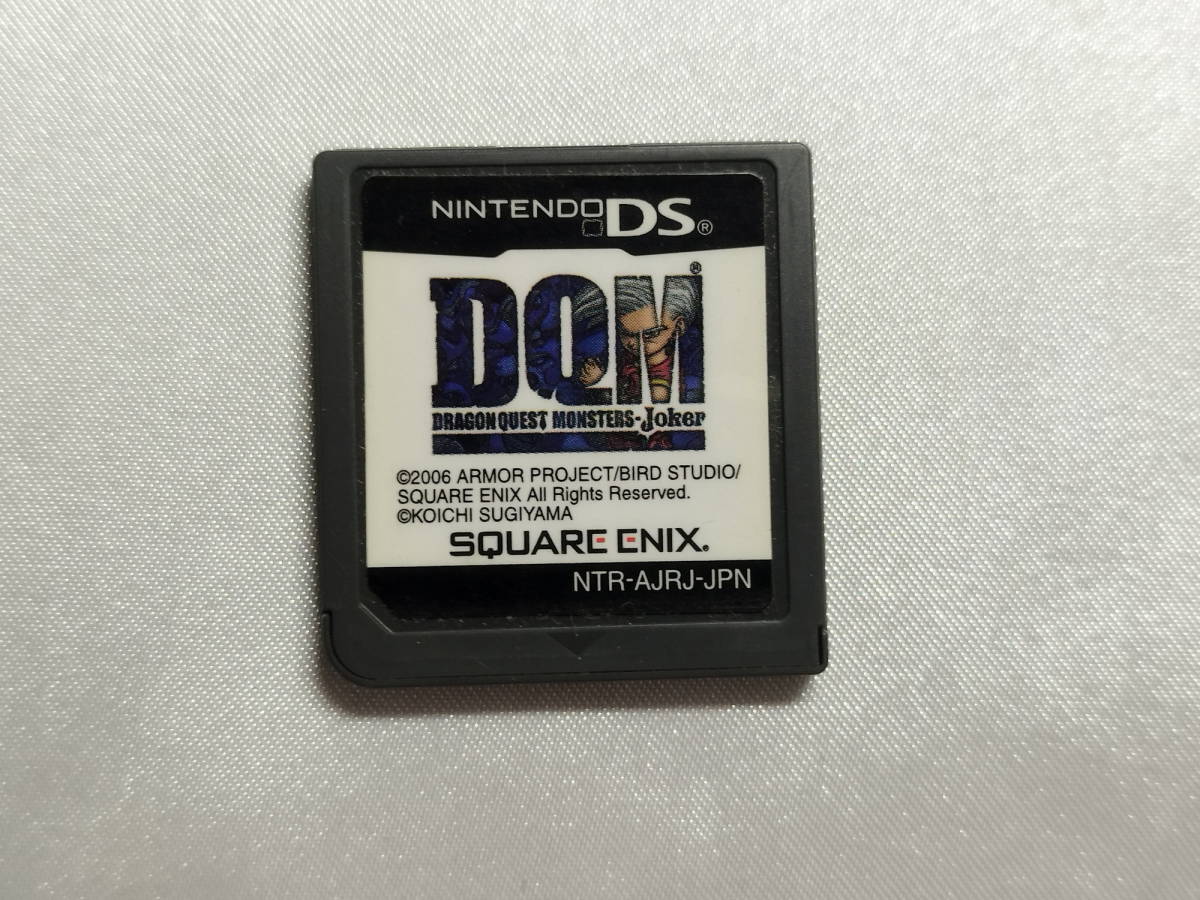 NINTENDO DS®
DQM®
DRAGON QUEST MONSTERS-Joker
©2006 ARMOR PROJECT/BIRD STUDIO/
SQUARE ENIX All Rights Reserved.
©KOICHI SUGIYAMA
SQUARE ENIX.
NTR-AJRJ-JPN